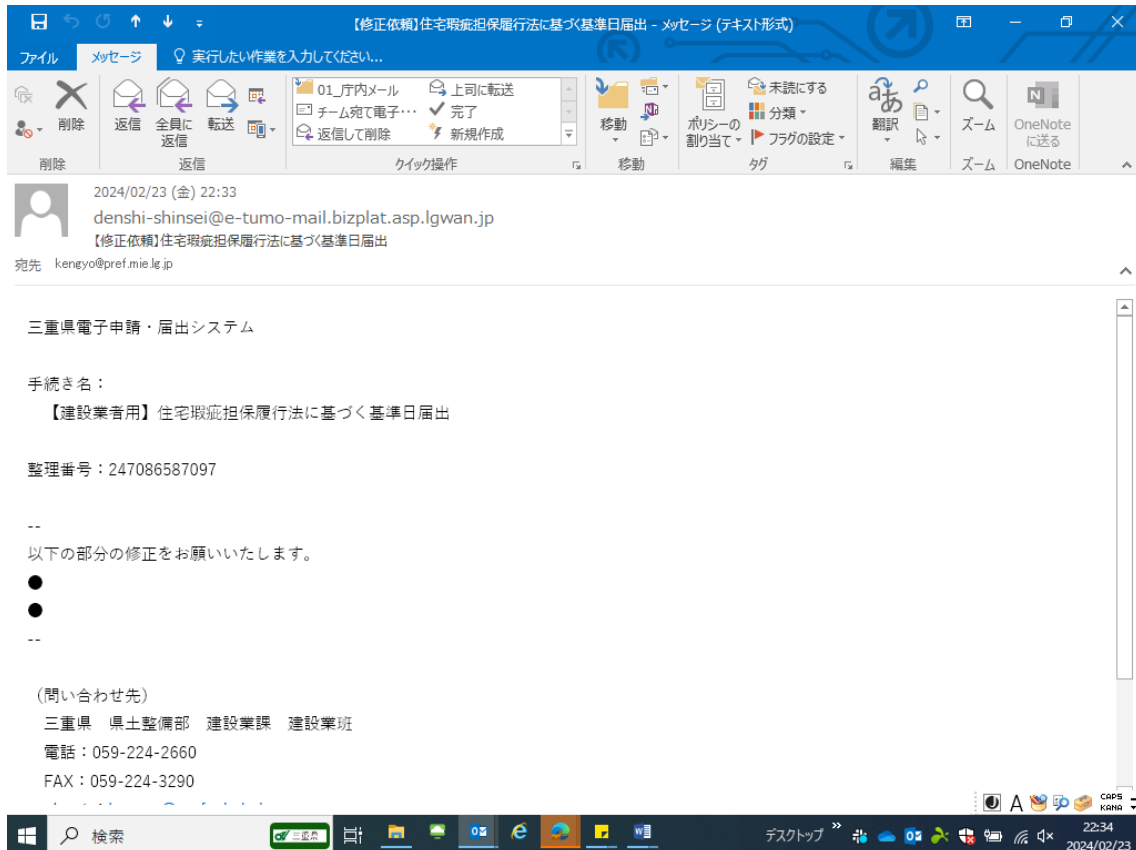 【修正依頼】住宅瑕疵担保履行法に基づく基準日届出 - メッセージ (テキスト形式)
ファイル メッセージ 実行したい作業を入力してください...
削除
返信
全員に
返信
転送
01_庁内メール
上司に転送
チーム宛て電子…
完了
返信して削除
新規作成
移動
ポリシーの
割り当て
未読にする
分類
フラグの設定
翻訳
ズーム
OneNote
に送る
削除 返信 クイック操作 移動 タグ 編集 ズーム OneNote
2024/02/23 (金) 22:33
denshi-shinsei@e-tumo-mail.bizplat.asp.lgwan.jp
【修正依頼】住宅瑕疵担保履行法に基づく基準日届出
宛先 kengyo@pref.mie.lg.jp
三重県電子申請・届出システム
手続き名：
【建設業者用】住宅瑕疵担保履行法に基づく基準日届出
整理番号：247086587097
--
以下の部分の修正をお願いいたします。
●
●
--
（問い合わせ先）
三重県　県土整備部　建設業課　建設業班
電話：059-224-2660
FAX：059-224-3290
A CAPS
KANA
検索 三重県 デスクトップ 22:34
2024/02/23